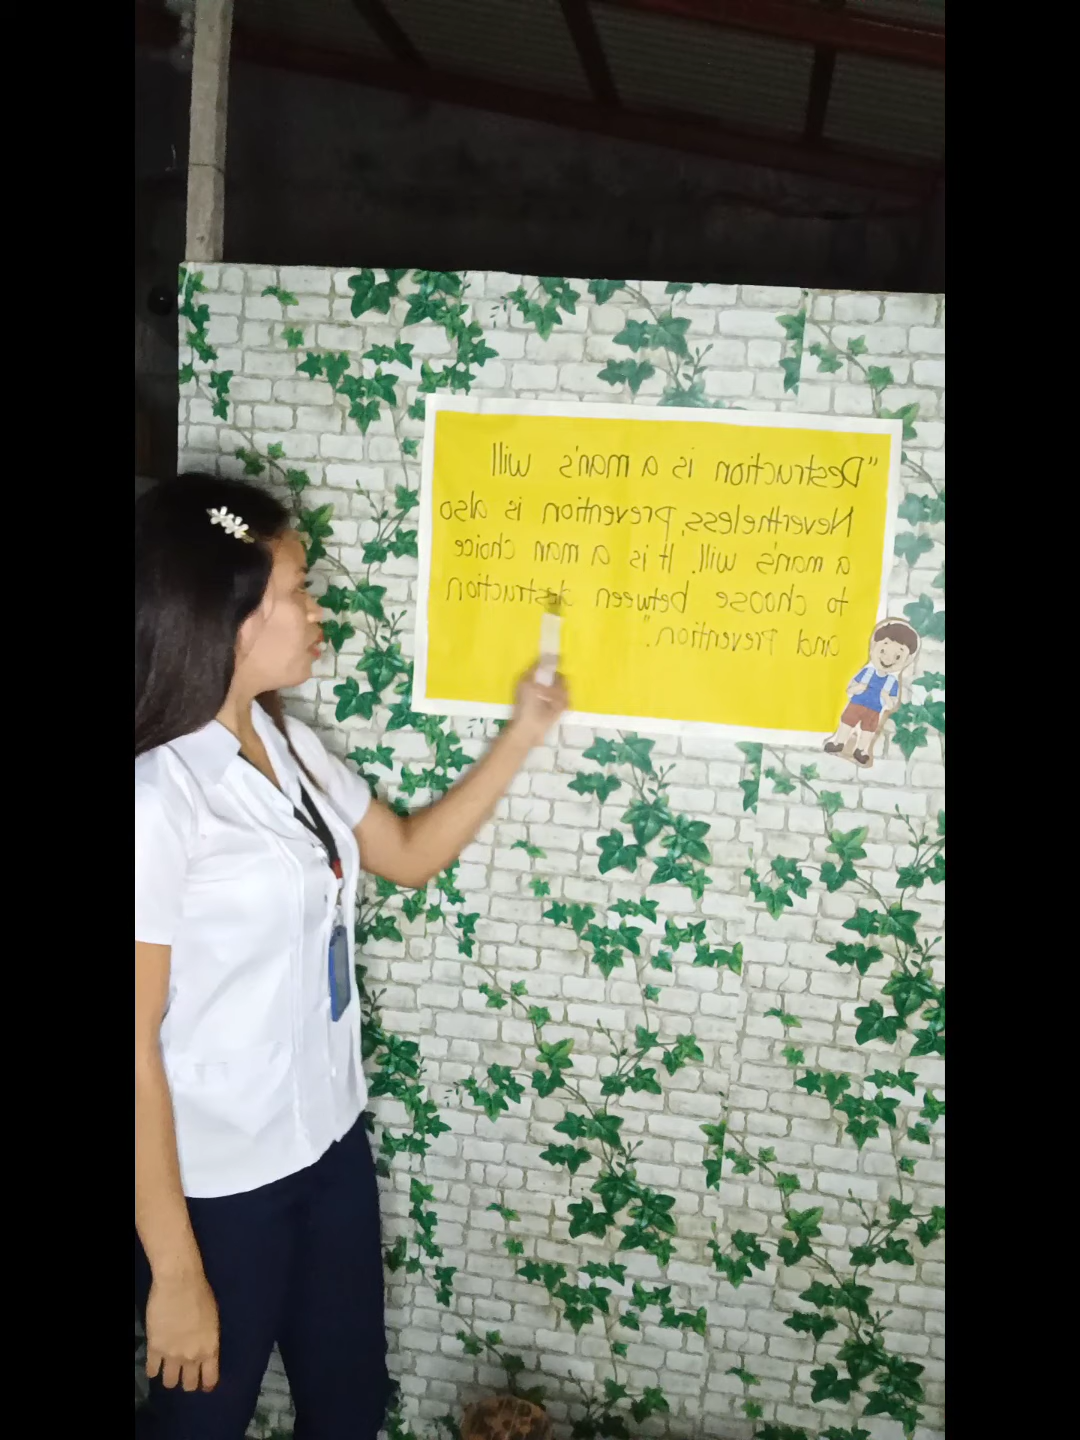 "Destruction is a man's will
Nevertheless, prevention is also
a man's will. It is a man choice
to choose between destruction
and Prevention."